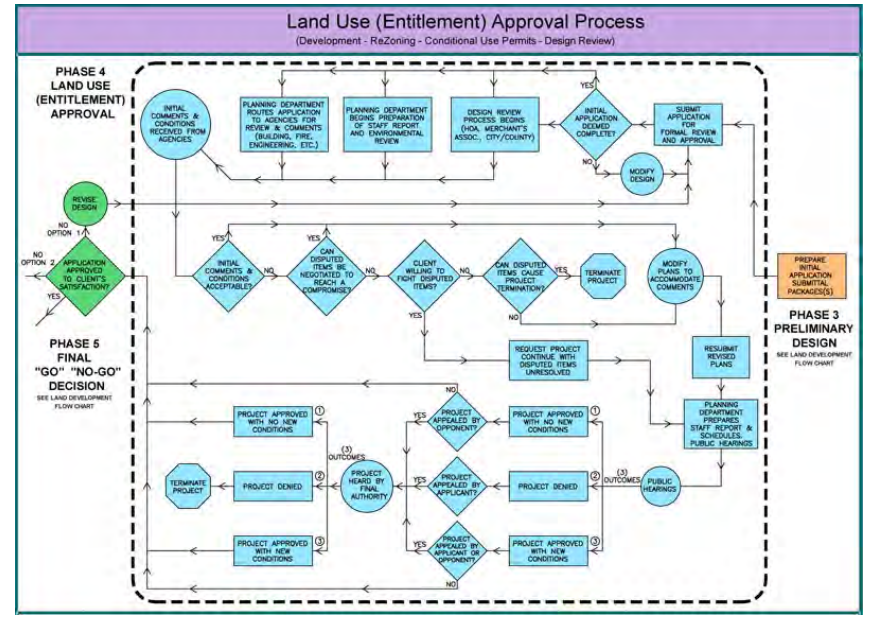 Land Use (Entitlement) Approval Process
(Development - ReZoning - Conditional Use Permits - Design Review)
PHASE 4
LAND USE
(ENTITLEMENT)
APPROVAL
INITIAL
COMMENTS &
CONDITIONS
RECEIVED FROM
AGENCIES
PLANNING DEPARTMENT
ROUTES APPLICATION
TO AGENCIES FOR
REVIEW & COMMENTS
(BUILDING, FIRE,
ENGINEERING, ETC.)
PLANNING DEPARTMENT
BEGINS PREPARATION
OF STAFF REPORT
AND ENVIRONMENTAL
REVIEW
DESIGN REVIEW
PROCESS BEGINS
(HOA, MERCHANT'S
ASSOC., CITY/COUNTY)
YES
INITIAL
APPLICATION
DEEMED
COMPLETE?
NO
MODIFY
DESIGN
SUBMIT
APPLICATION
FOR
FORMAL REVIEW
AND APPROVAL
REVISE
DESIGN
NO
OPTION 1
NO
OPTION 2
APPLICATION
APPROVED
TO CLIENT'S
SATISFACTION?
YES
YES
INITIAL
COMMENTS &
CONDITIONS
ACCEPTABLE?
NO
YES
CAN
DISPUTED
ITEMS BE
NEGOTIATED TO
REACH A
COMPROMISE?
NO
CLIENT
WILLING TO
FIGHT DISPUTED
ITEMS?
NO
YES
CAN DISPUTED
ITEMS CAUSE
PROJECT
TERMINATION?
YES
NO
TERMINATE
PROJECT
MODIFY
PLANS TO
ACCOMMODATE
COMMENTS
PREPARE
INITIAL
APPLICATION
SUBMITTAL
PACKAGES(S)
PHASE 3
PRELIMINARY
DESIGN
SEE LAND DEVELOPMENT
FLOW CHART
PHASE 5
FINAL
"GO" "NO-GO"
DECISION
SEE LAND DEVELOPMENT
FLOW CHART
REQUEST PROJECT
CONTINUE WITH
DISPUTED ITEMS
UNRESOLVED
RESUBMIT
REVISED
PLANS
PLANNING
DEPARTMENT
PREPARES
STAFF REPORT &
SCHEDULES
PUBLIC HEARINGS
NO
PROJECT APPROVED
WITH NO NEW
CONDITIONS
1
YES
PROJECT
APPEALED BY
OPPONENT?
PROJECT APPROVED
WITH NO NEW
CONDITIONS
1
(3)
OUTCOMES
TERMINATE
PROJECT
PROJECT DENIED
2
PROJECT
HEARD BY
FINAL
AUTHORITY
YES
PROJECT
APPEALED BY
APPLICANT?
PROJECT DENIED
2
(3)
OUTCOMES
PUBLIC
HEARINGS
PROJECT APPROVED
WITH NEW
CONDITIONS
3
YES
PROJECT
APPEALED BY
APPLICANT OR
OPPONENT?
NO
PROJECT APPROVED
WITH NEW
CONDITIONS
3